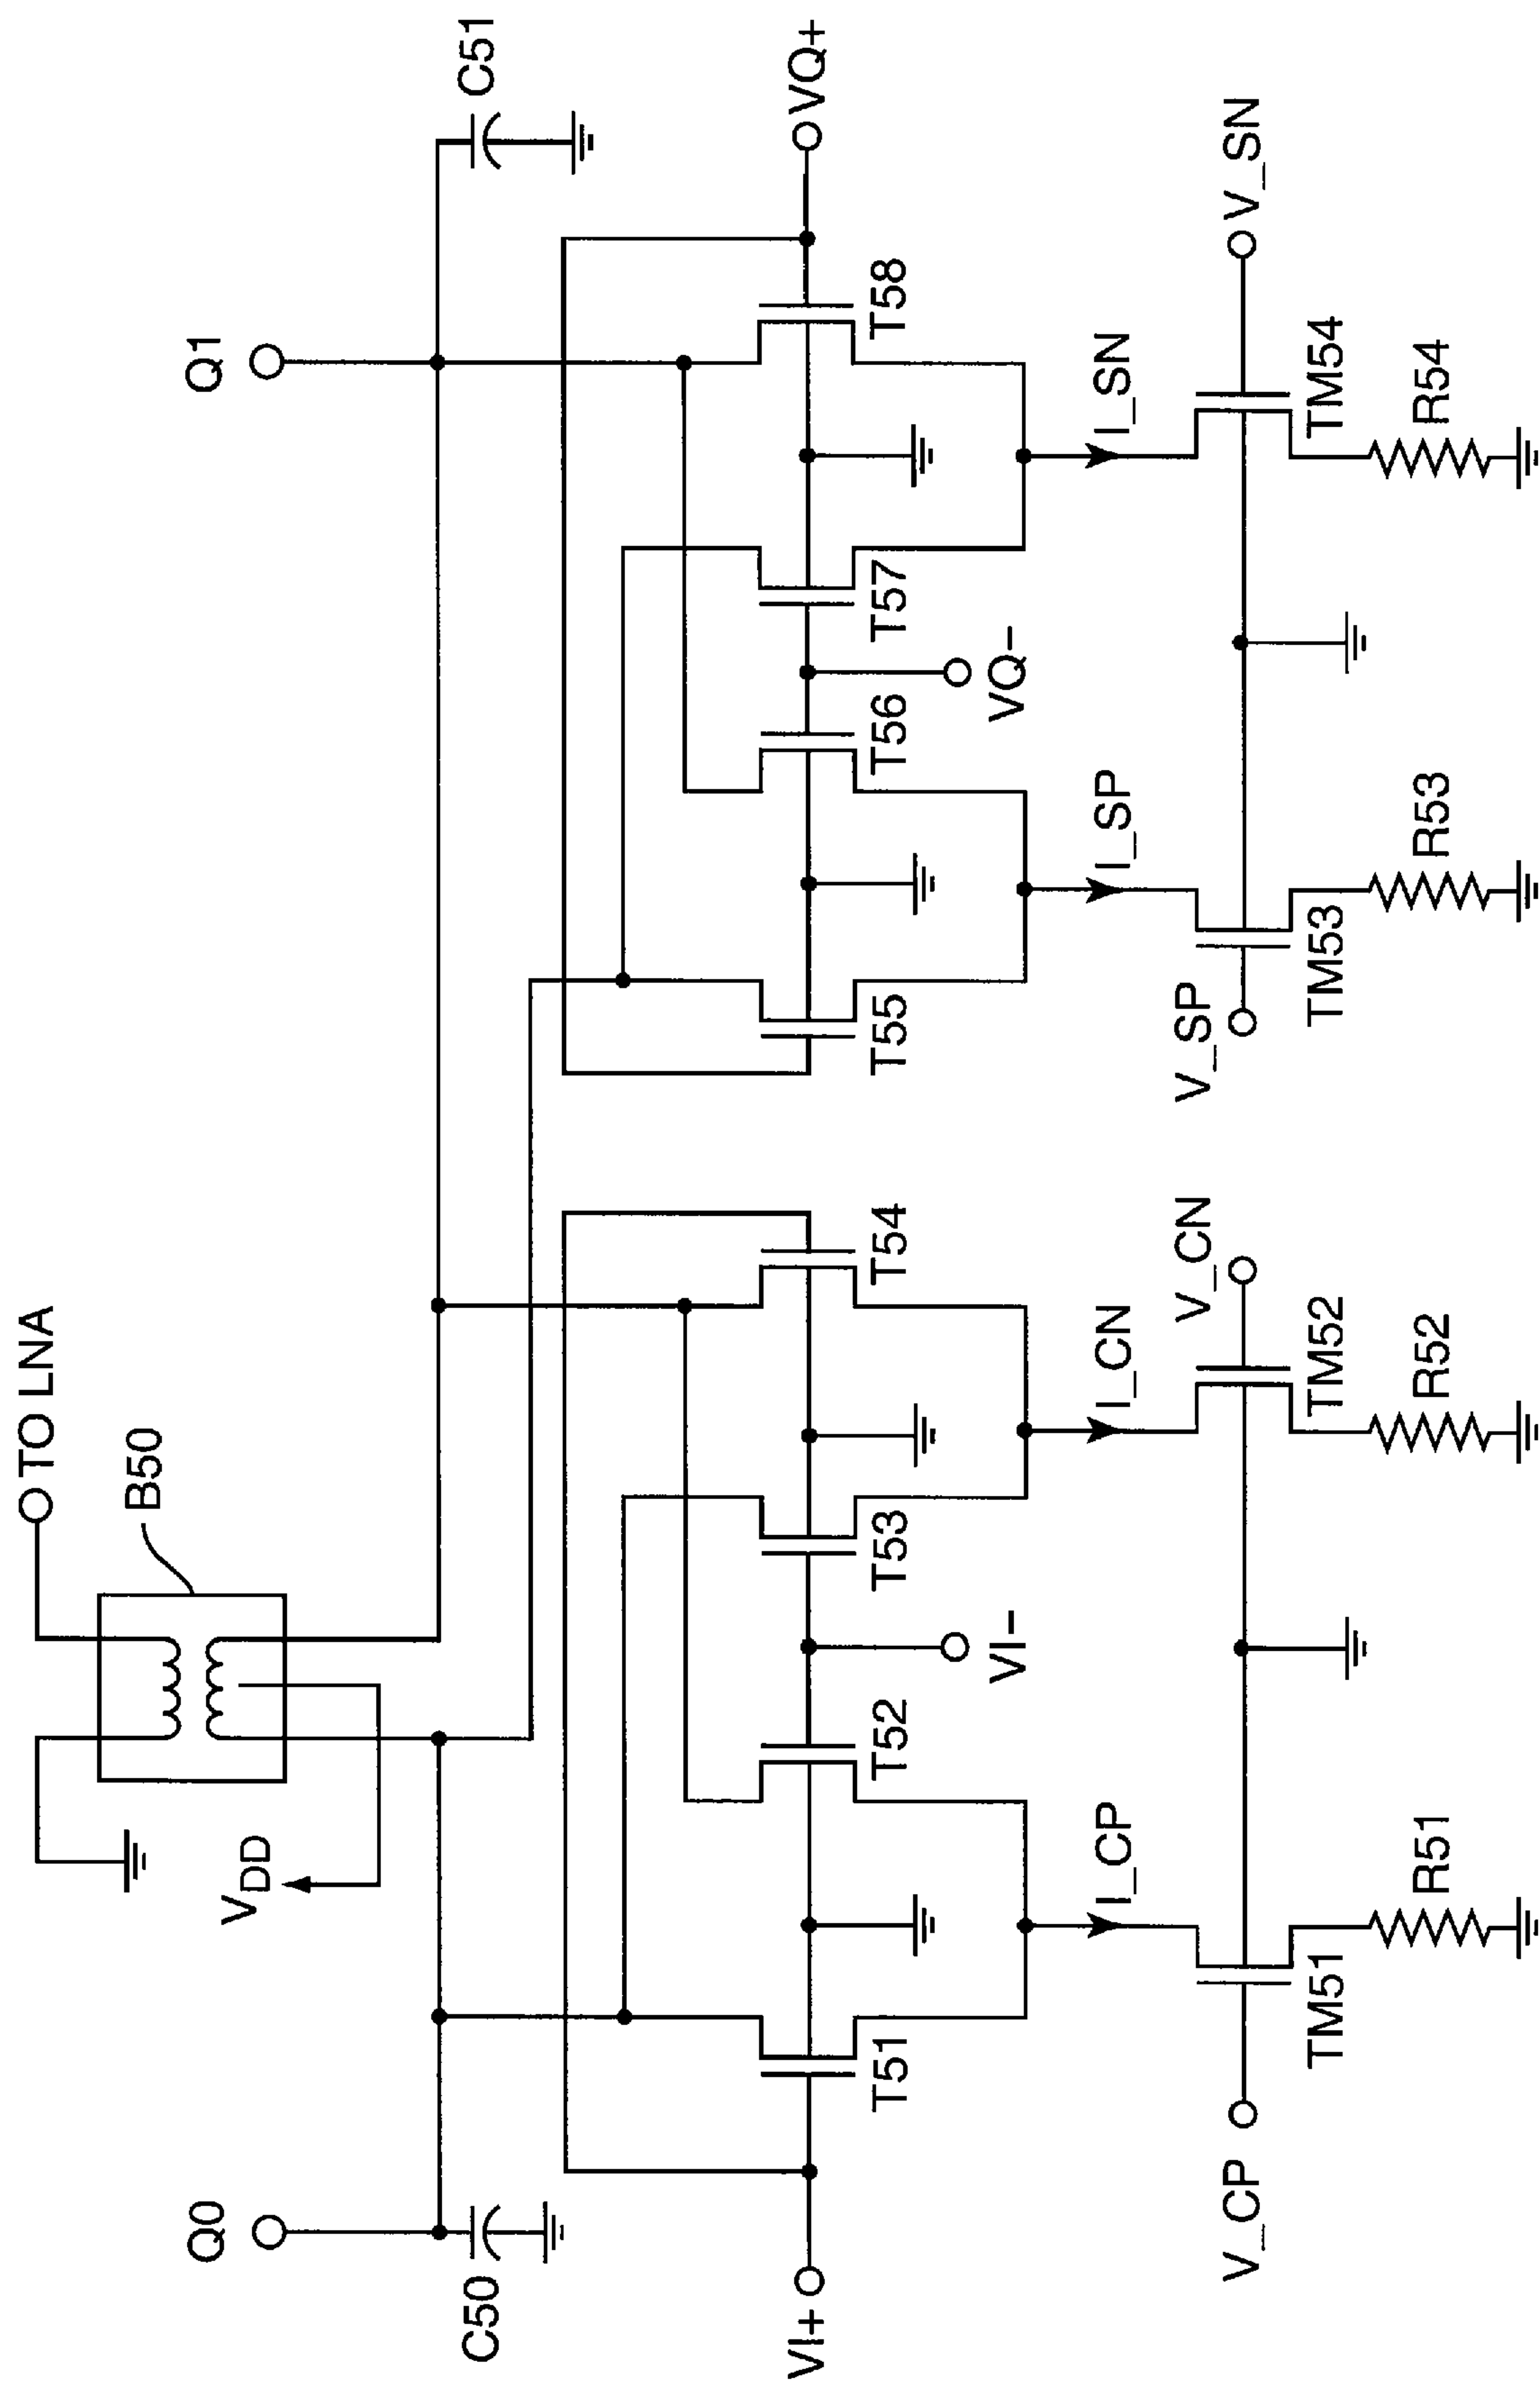 TO LNA
B50
VDD
Q0
Q1
C50
C51
VI+
T51
T52
VI-
T53
T54
T55
T56
VQ-
T57
T58
VQ+
I_CP
I_CN
I_SP
I_SN
V_CP
TM51
TM52
V_CN
V_SP
TM53
TM54
V_SN
R51
R52
R53
R54